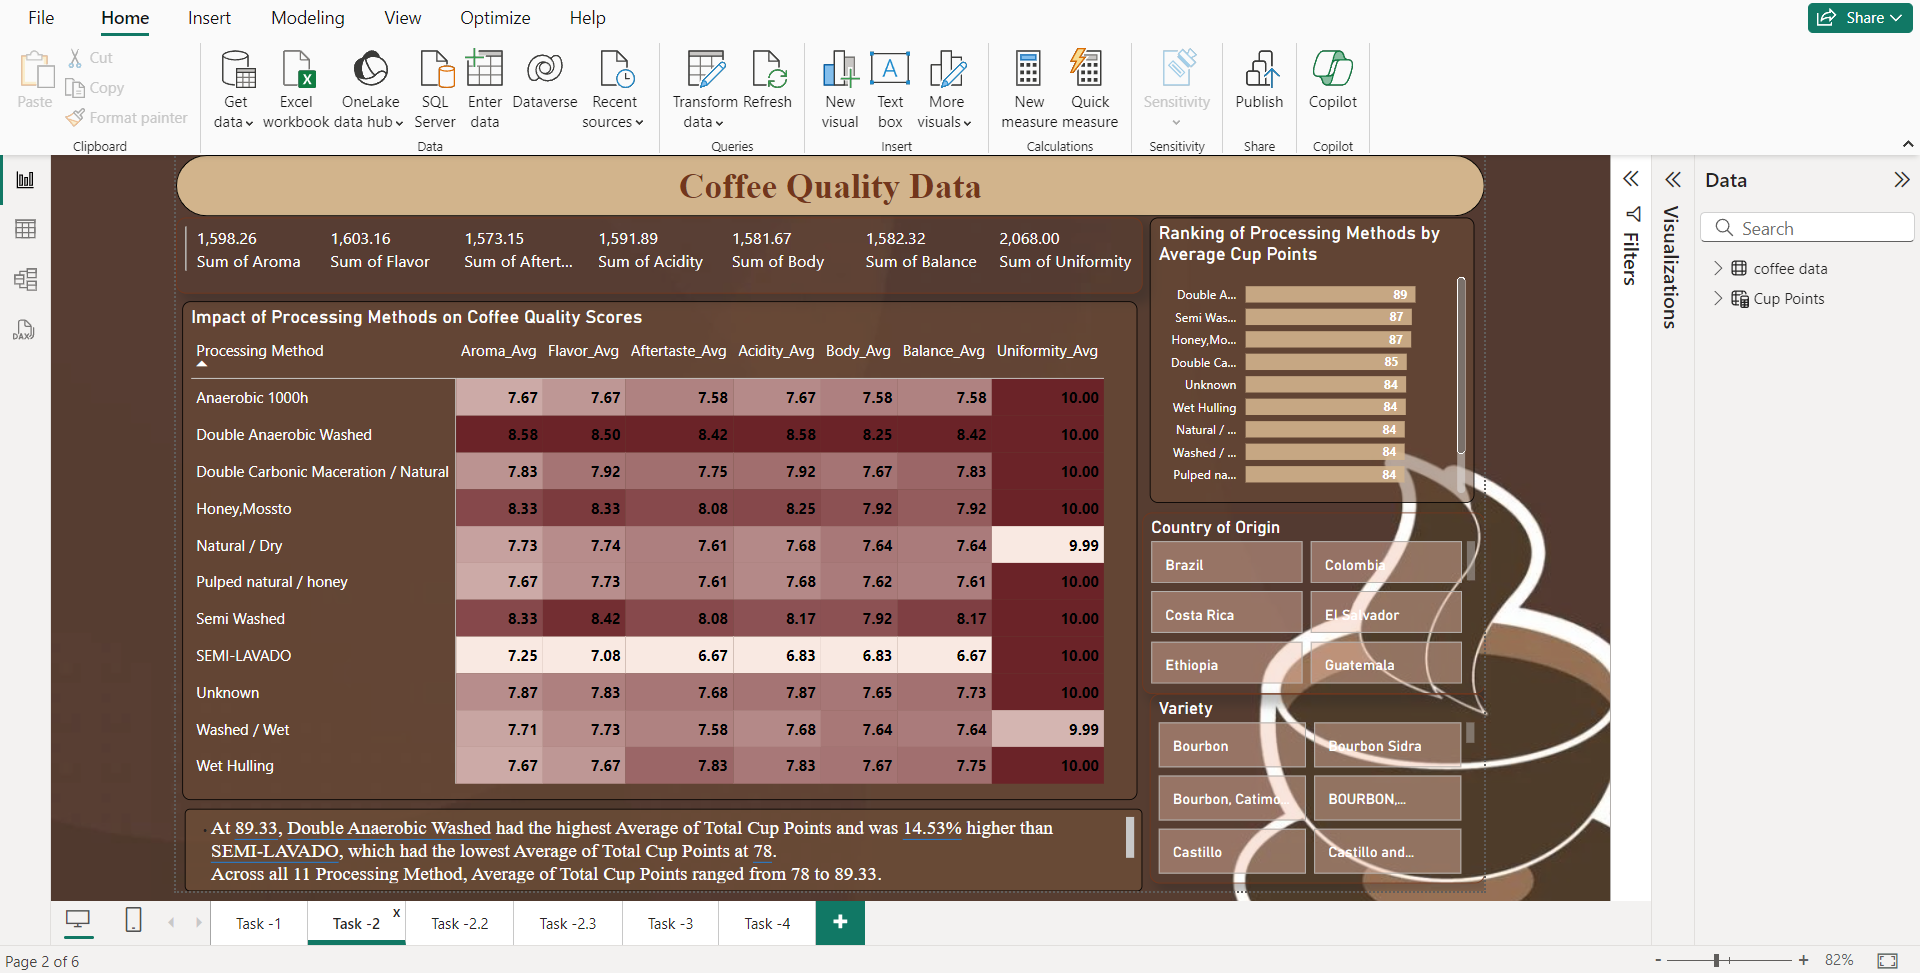 File Home Insert Modeling View Optimize Help
Share
Paste
Cut
Copy
Format painter
Clipboard
Get data
Excel workbook
OneLake data hub
SQL Server
Enter data
Dataverse
Recent sources
Data
Transform data
Refresh
Queries
New visual
Text box
More visuals
Insert
New measure
Quick measure
Calculations
Sensitivity
Sensitivity
Publish
Share
Copilot
Copilot
DAX
Coffee Quality Data
1,598.26 1,603.16 1,573.15 1,591.89 1,581.67 1,582.32 2,068.00
Sum of Aroma Sum of Flavor Sum of Aftert... Sum of Acidity Sum of Body Sum of Balance Sum of Uniformity
Impact of Processing Methods on Coffee Quality Scores
Processing Method Aroma_Avg Flavor_Avg Aftertaste_Avg Acidity_Avg Body_Avg Balance_Avg Uniformity_Avg
Anaerobic 1000h 7.67 7.67 7.58 7.67 7.58 7.58 10.00
Double Anaerobic Washed 8.58 8.50 8.42 8.58 8.25 8.42 10.00
Double Carbonic Maceration / Natural 7.83 7.92 7.75 7.92 7.67 7.83 10.00
Honey,Mossto 8.33 8.33 8.08 8.25 7.92 7.92 10.00
Natural / Dry 7.73 7.74 7.61 7.68 7.64 7.64 9.99
Pulped natural / honey 7.67 7.73 7.61 7.68 7.62 7.61 10.00
Semi Washed 8.33 8.42 8.08 8.17 7.92 8.17 10.00
SEMI-LAVADO 7.25 7.08 6.67 6.83 6.83 6.67 10.00
Unknown 7.87 7.83 7.68 7.87 7.65 7.73 10.00
Washed / Wet 7.71 7.73 7.58 7.68 7.64 7.64 9.99
Wet Hulling 7.67 7.67 7.83 7.83 7.67 7.75 10.00
At 89.33, Double Anaerobic Washed had the highest Average of Total Cup Points and was 14.53% higher than
SEMI-LAVADO, which had the lowest Average of Total Cup Points at 78.
Across all 11 Processing Method, Average of Total Cup Points ranged from 78 to 89.33.
Ranking of Processing Methods by
Average Cup Points
Double A... 89
Semi Was... 87
Honey,Mo... 87
Double Ca... 85
Unknown 84
Wet Hulling 84
Natural / ... 84
Washed / ... 84
Pulped na... 84
Country of Origin
Brazil Colombia
Costa Rica El Salvador
Ethiopia Guatemala
Variety
Bourbon Bourbon Sidra
Bourbon, Catimo... BOURBON,...
Castillo Castillo and...
Filters
Visualizations
Data
Search
coffee data
Cup Points
Task -1 Task -2 x Task -2.2 Task -2.3 Task -3 Task -4 +
Page 2 of 6
- + 82%